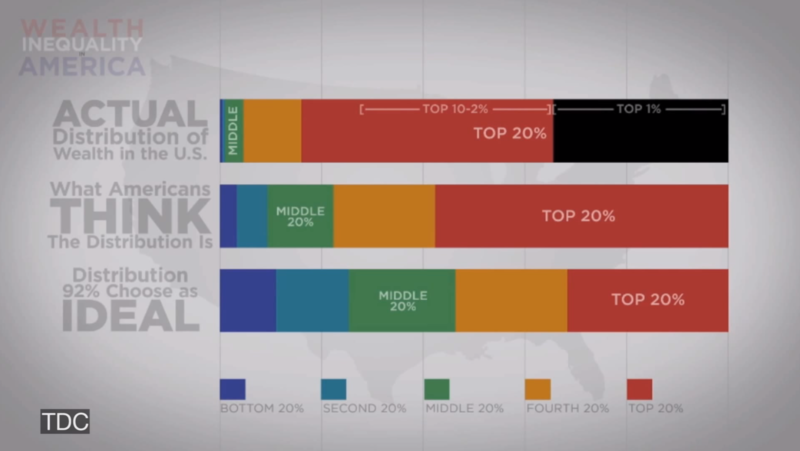 WEALTH
INEQUALITY
AMERICA
ACTUAL
Distribution of
Wealth in the U.S.
MIDDLE
TOP 10-2%
TOP 1%
TOP 20%
What Americans
THINK
The Distribution Is
MIDDLE
20%
TOP 20%
Distribution
92% Choose as
IDEAL
MIDDLE
20%
TOP 20%
BOTTOM 20%
SECOND 20%
MIDDLE 20%
FOURTH 20%
TOP 20%
TDC